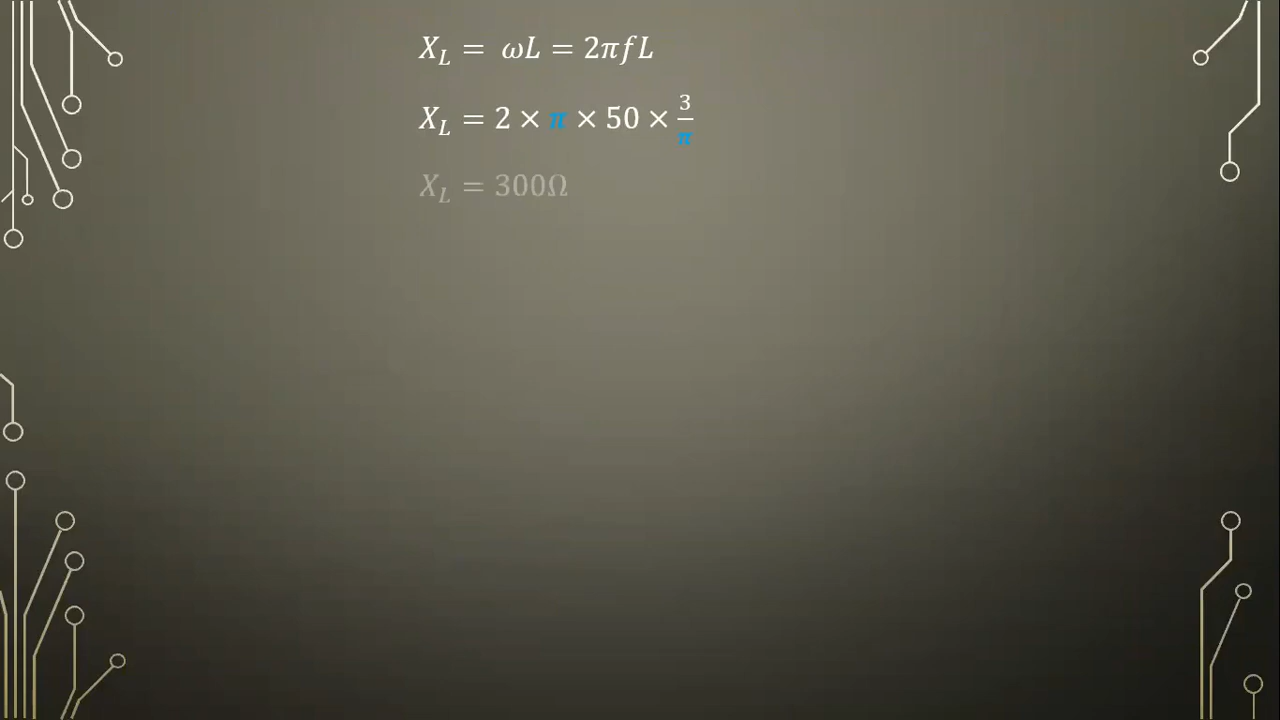 X_L = ωL = 2πfL
X_L = 2 × π × 50 × 3/π
X_L = 300Ω